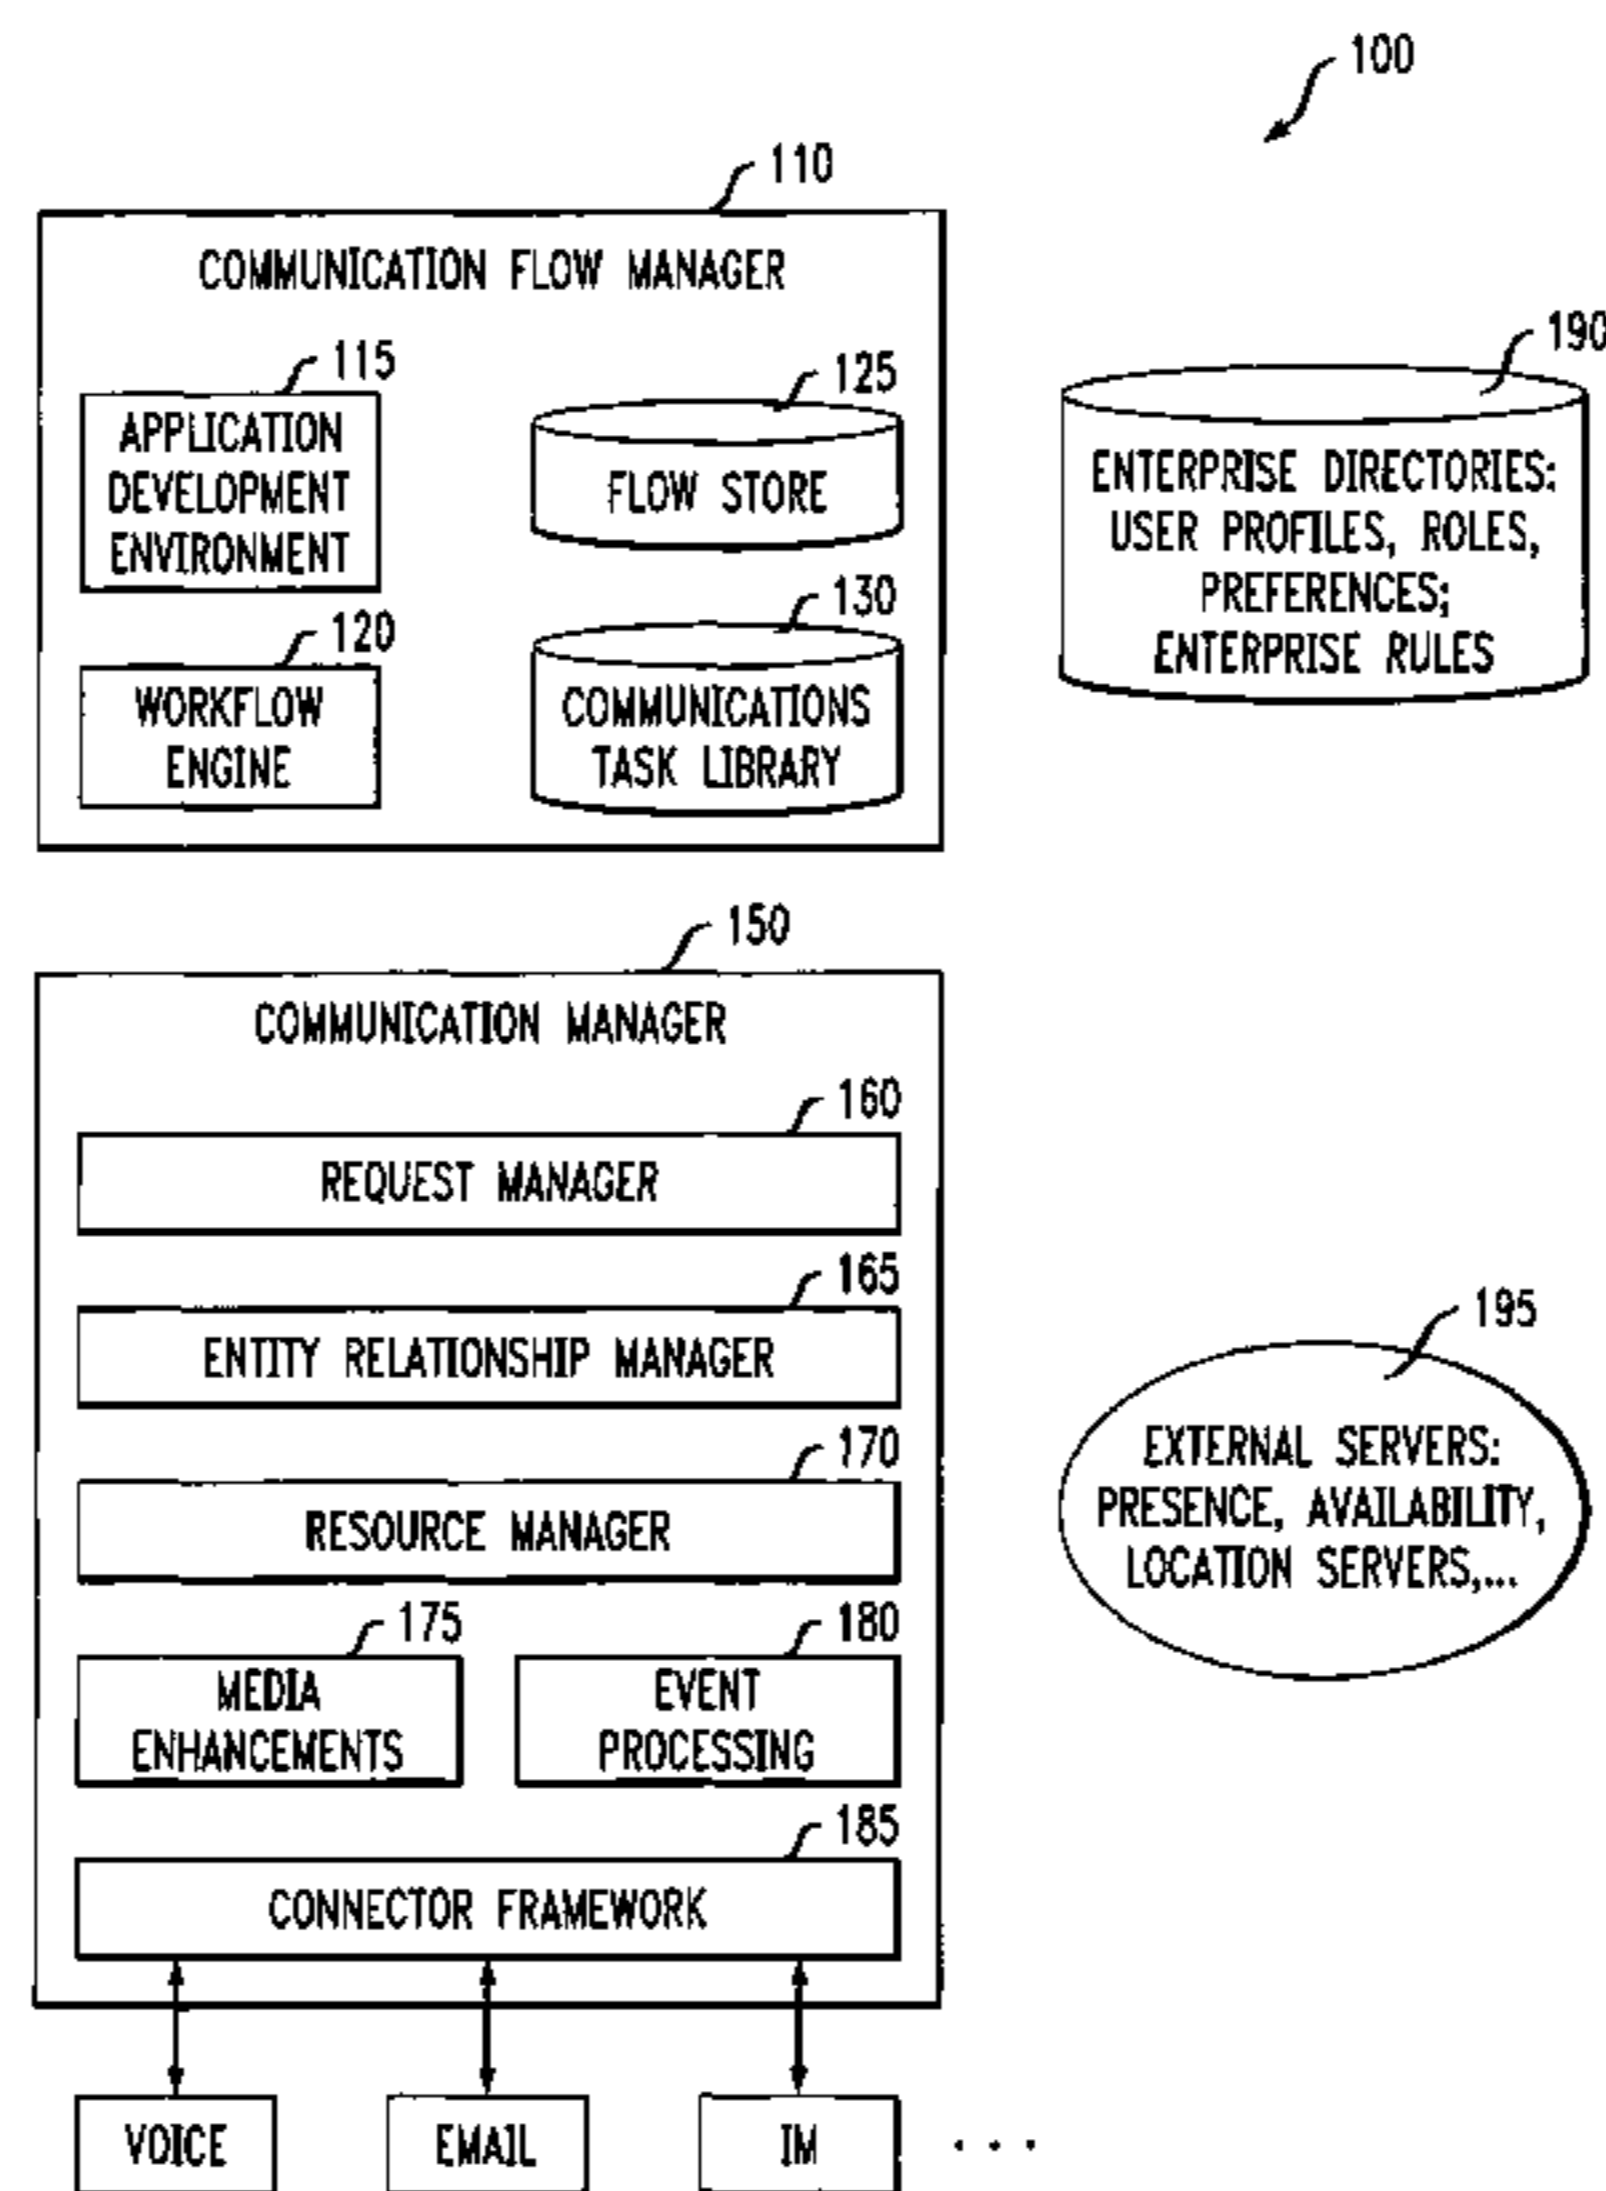 100
110
COMMUNICATION FLOW MANAGER
115
APPLICATION
DEVELOPMENT
ENVIRONMENT
125
FLOW STORE
120
WORKFLOW
ENGINE
130
COMMUNICATIONS
TASK LIBRARY
190
ENTERPRISE DIRECTORIES:
USER PROFILES, ROLES,
PREFERENCES;
ENTERPRISE RULES
150
COMMUNICATION MANAGER
160
REQUEST MANAGER
165
ENTITY RELATIONSHIP MANAGER
170
RESOURCE MANAGER
175
MEDIA
ENHANCEMENTS
180
EVENT
PROCESSING
185
CONNECTOR FRAMEWORK
195
EXTERNAL SERVERS:
PRESENCE, AVAILABILITY,
LOCATION SERVERS,...
VOICE
EMAIL
IM
. . .